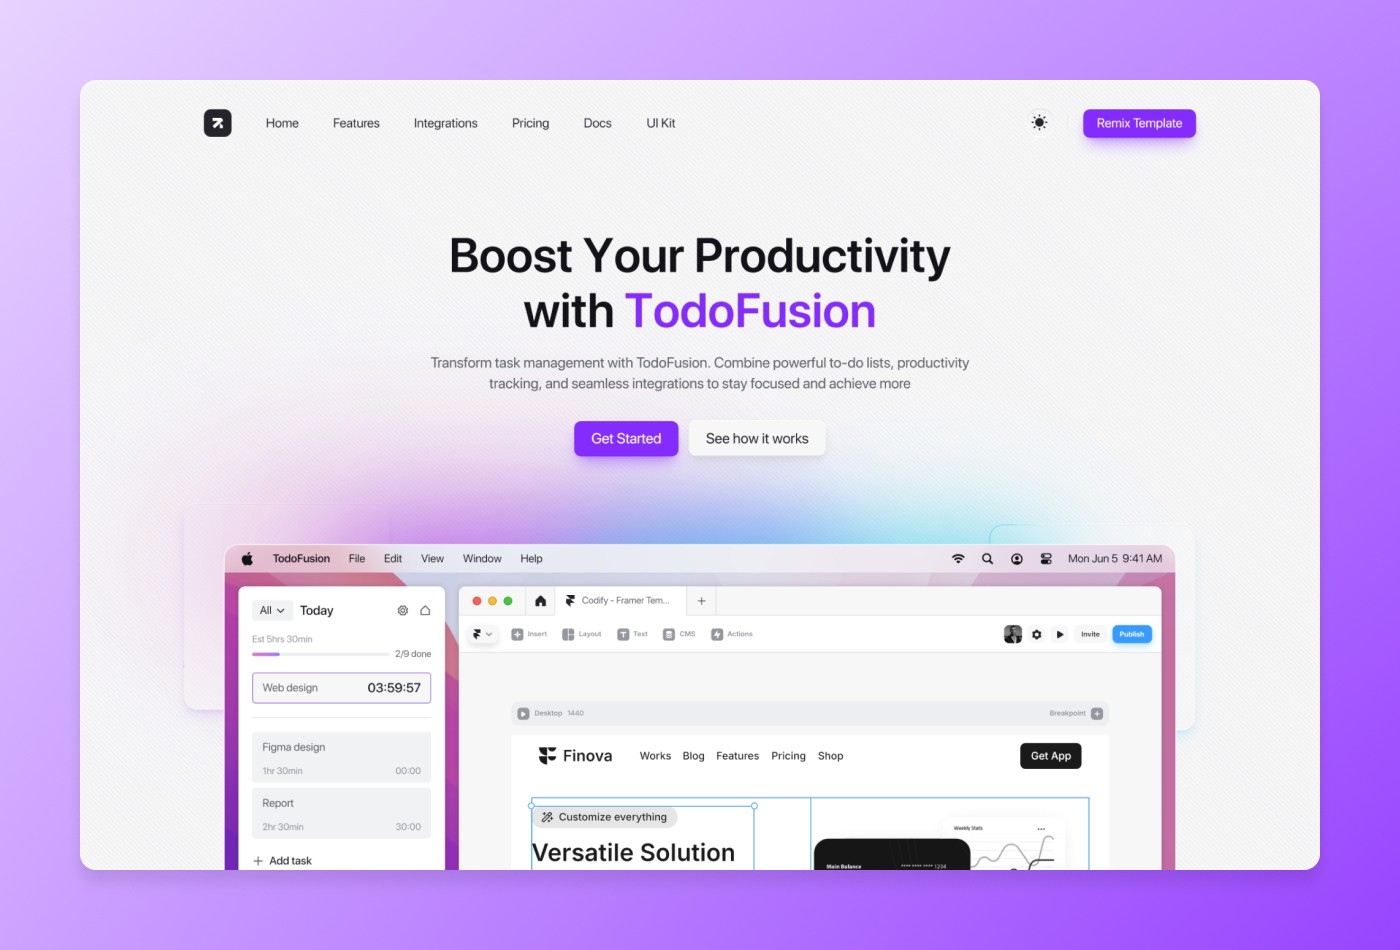 Home Features Integrations Pricing Docs UI Kit Remix Template
Boost Your Productivity
with TodoFusion
Transform task management with TodoFusion. Combine powerful to-do lists, productivity
tracking, and seamless integrations to stay focused and achieve more
Get Started See how it works
TodoFusion File Edit View Window Help Mon Jun 5 9:41 AM
All Today
Est 5hrs 30min
2/9 done
Web design 03:59:57
Figma design
1hr 30min 00:00
Report
2hr 30min 30:00
Add task
Codify - Framer Tem...
Insert Layout Text CMS Actions Invite Publish
Desktop 1440 Breakpoint
Finova Works Blog Features Pricing Shop Get App
Customize everything
Versatile Solution
Weekly Stats
Main Balance **** **** **** 1234